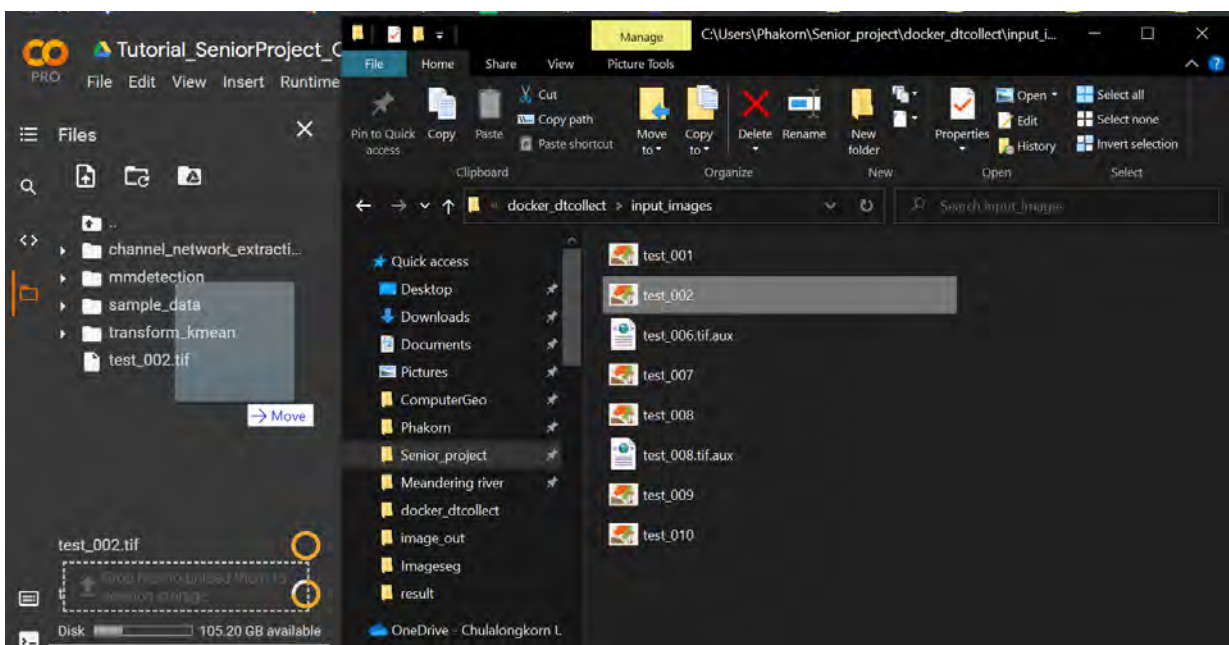 CO
PRO
Tutorial_SeniorProject_C
File Edit View Insert Runtime
Files
..
channel_network_extracti...
mmdetection
sample_data
transform_kmean
test_002.tif
Move
test_002.tif
Disk 105.20 GB available
Manage
C:\Users\Phakorn\Senior_project\docker_dtcollect\input_i...
File Home Share View Picture Tools
Pin to Quick access
Copy
Paste
Cut
Copy path
Paste shortcut
Clipboard
Move to
Copy to
Delete
Rename
Organize
New folder
New
Properties
Open
Edit
History
Open
Select all
Select none
Invert selection
Select
docker_dtcollect > input_images
Search input_images
Quick access
Desktop
Downloads
Documents
Pictures
ComputerGeo
Phakorn
Senior_project
Meandering river
docker_dtcollect
image_out
Imageseg
result
OneDrive - Chulalongkorn U
test_001
test_002
test_006.tif.aux
test_007
test_008
test_008.tif.aux
test_009
test_010